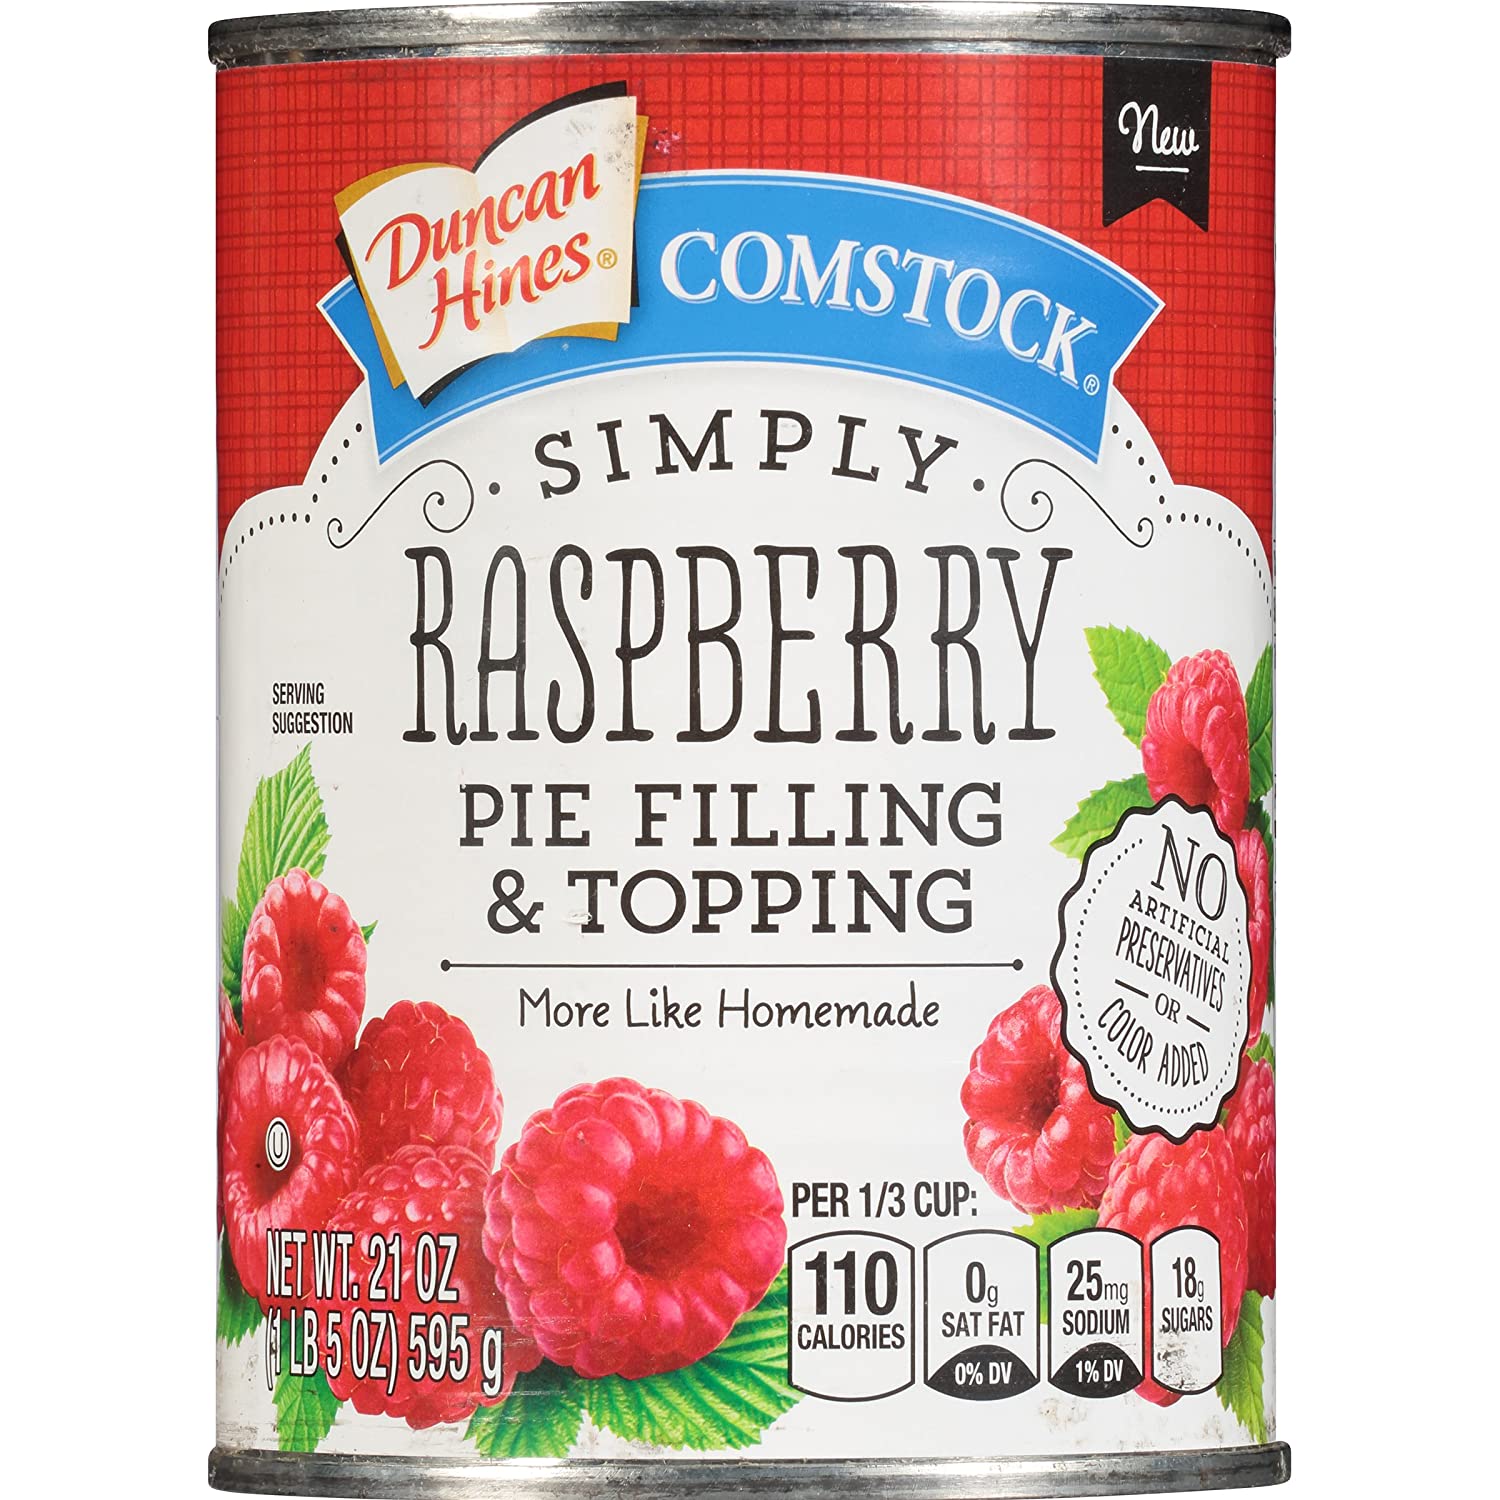 New
Duncan
Hines®
COMSTOCK®
• SIMPLY •
RASPBERRY
PIE FILLING
& TOPPING
More Like Homemade
SERVING
SUGGESTION
NO
ARTIFICIAL
PRESERVATIVES
OR
COLOR ADDED
U
NET WT. 21 OZ
(1 LB 5 OZ) 595 g
PER 1/3 CUP:
110
CALORIES
0g
SAT FAT
0% DV
25mg
SODIUM
1% DV
18g
SUGARS